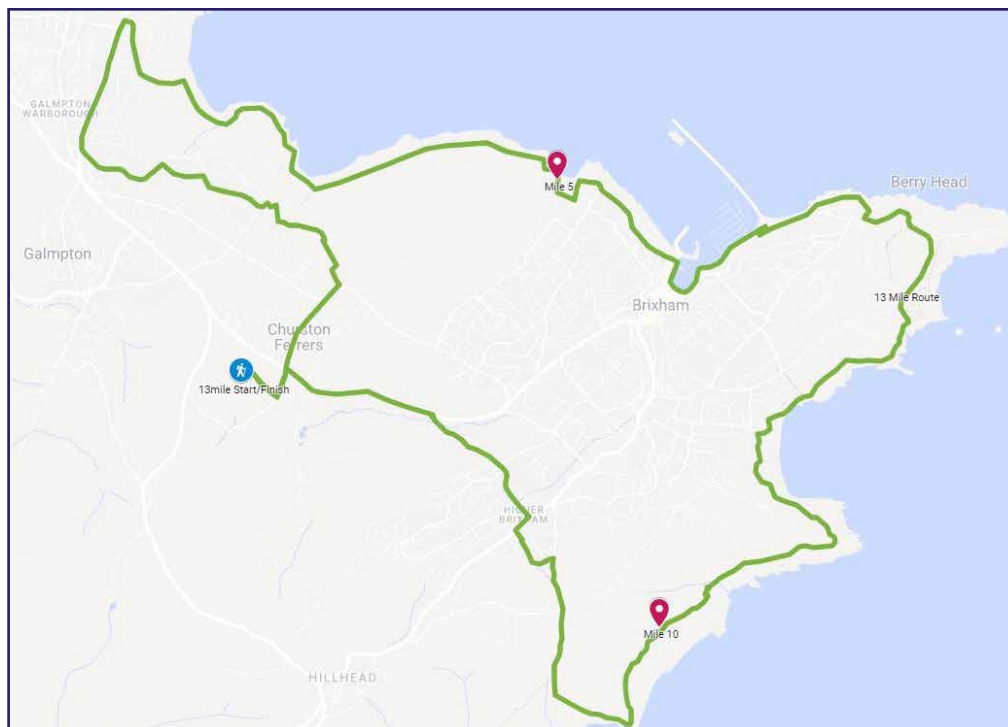 GALMPTON
WARBOROUGH
Mile 5
Berry Head
Galmpton
13 Mile Route
Brixham
Churston
Ferrers
13mile Start/Finish
HIGHER
BRIXHAM
Mile 10
HILLHEAD